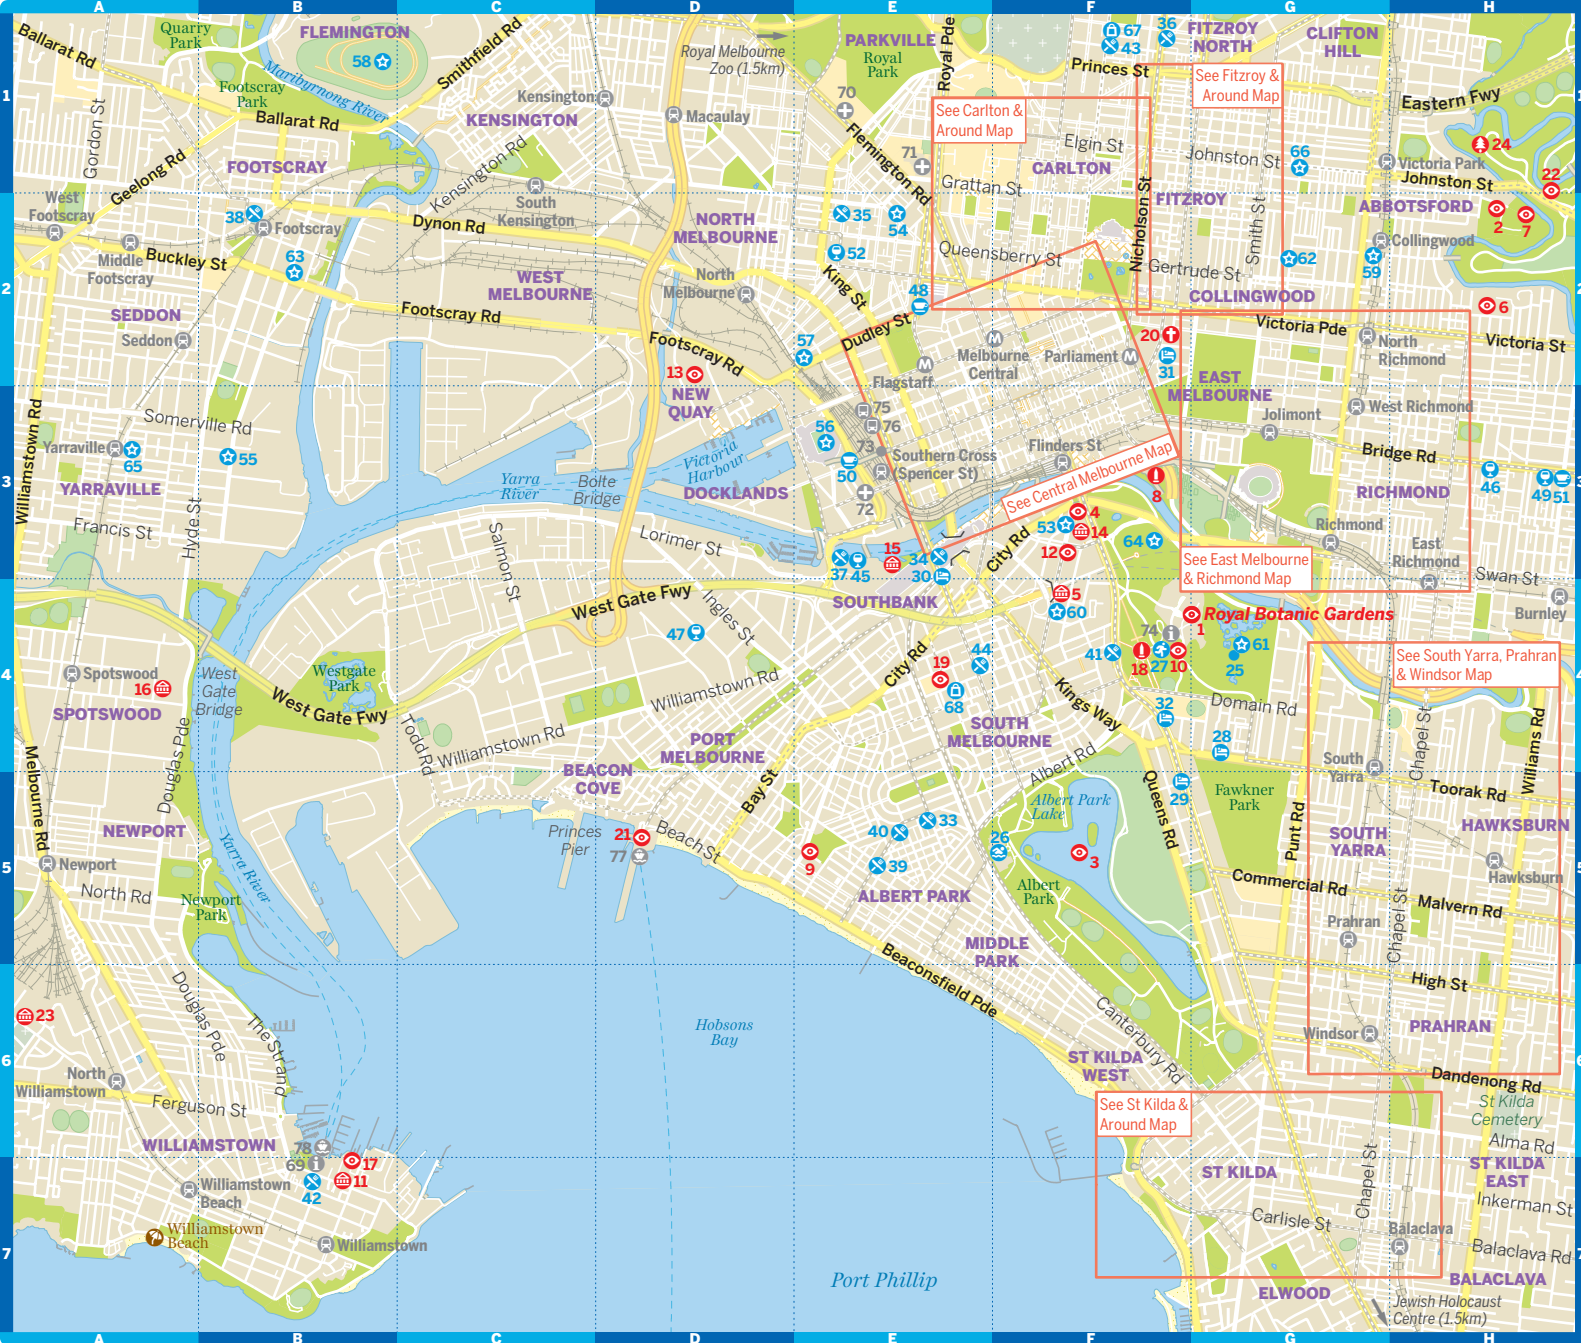 A B C D E F G H
Ballarat Rd
Quarry
Park
FLEMINGTON
58
Smithfield Rd
Royal Melbourne
Zoo (1.5km)
PARKVILLE
Royal
Park
Royal Pde
67
43
36
FITZROY
NORTH
CLIFTON
HILL
Princes St
See Fitzroy &
Around Map
Maribyrnong River
Footscray
Park
Ballarat Rd
Kensington
KENSINGTON
Macaulay
70
See Carlton &
Around Map
Eastern Fwy
1
1
Gordon St
Geelong Rd
FOOTSCRAY
Kensington Rd
Flemington Rd
71
Elgin St
CARLTON
Johnston St
66
Victoria Park
24
Grattan St
Johnston St
22
West
Footscray
38
Footscray
South
Kensington
Dynon Rd
NORTH
MELBOURNE
35
54
Nicholson St
FITZROY
Smith St
ABBOTSFORD
2
7
Middle
Footscray
Buckley St
63
52
Queensberry St
Gertrude St
62
Collingwood
59
WEST
MELBOURNE
North
Melbourne
King St
48
COLLINGWOOD
6
2
2
SEDDON
Seddon
Footscray Rd
Footscray Rd
57
Dudley St
20
31
Victoria Pde
North
Richmond
Victoria St
13
NEW
QUAY
Flagstaff
Melbourne
Central
Parliament
EAST
MELBOURNE
Williamstown Rd
Somerville Rd
75
76
73
56
Jolimont
West Richmond
Yarraville
65
55
Victoria
Harbour
50
Southern Cross
(Spencer St)
Flinders St
See Central Melbourne Map
Bridge Rd
YARRAVILLE
Yarra
River
Bolte
Bridge
DOCKLANDS
72
8
RICHMOND
46
49
51
3
3
Francis St
Hyde St
Salmon St
Lorimer St
53
4
14
12
64
Richmond
East
Richmond
37
45
15
34
30
City Rd
See East Melbourne
& Richmond Map
Swan St
West Gate Fwy
Ingles St
SOUTHBANK
5
60
Royal Botanic Gardens
1
Burnley
47
74
61
25
Spotswood
16
SPOTSWOOD
West
Gate
Bridge
Westgate
Park
West Gate Fwy
City Rd
19
44
68
41
18
27
10
See South Yarra, Prahran
& Windsor Map
4
4
Williamstown Rd
Kings Way
32
Domain Rd
Todd Rd
Williamstown Rd
PORT
MELBOURNE
SOUTH
MELBOURNE
28
Chapel St
Williams Rd
Melbourne Rd
Douglas Pde
BEACON
COVE
Bay St
Albert Rd
29
South
Yarra
Toorak Rd
NEWPORT
Newport
Yarra River
Princes
Pier
21
77
Beach St
9
40
33
39
26
Albert Park
Lake
3
Queens Rd
Fawkner
Park
Punt Rd
SOUTH
YARRA
HAWKSBURN
Hawksburn
5
5
North Rd
Newport
Park
ALBERT PARK
Albert
Park
Commercial Rd
Malvern Rd
Prahran
Chapel St
MIDDLE
PARK
Beaconsfield Pde
High St
23
Douglas Pde
The Strand
Hobsons
Bay
Canterbury Rd
Windsor
PRAHRAN
6
6
North
Williamstown
ST KILDA
WEST
Dandenong Rd
Ferguson St
See St Kilda &
Around Map
St Kilda
Cemetery
WILLIAMSTOWN
78
69
17
11
42
Alma Rd
Williamstown
Beach
ST KILDA
Chapel St
ST KILDA
EAST
Inkerman St
Williamstown
Beach
Williamstown
Carlisle St
Balaclava
Balaclava Rd
7
7
Port Phillip
ELWOOD
BALACLAVA
Jewish Holocaust
Centre (1.5km)
A B C D E F G H